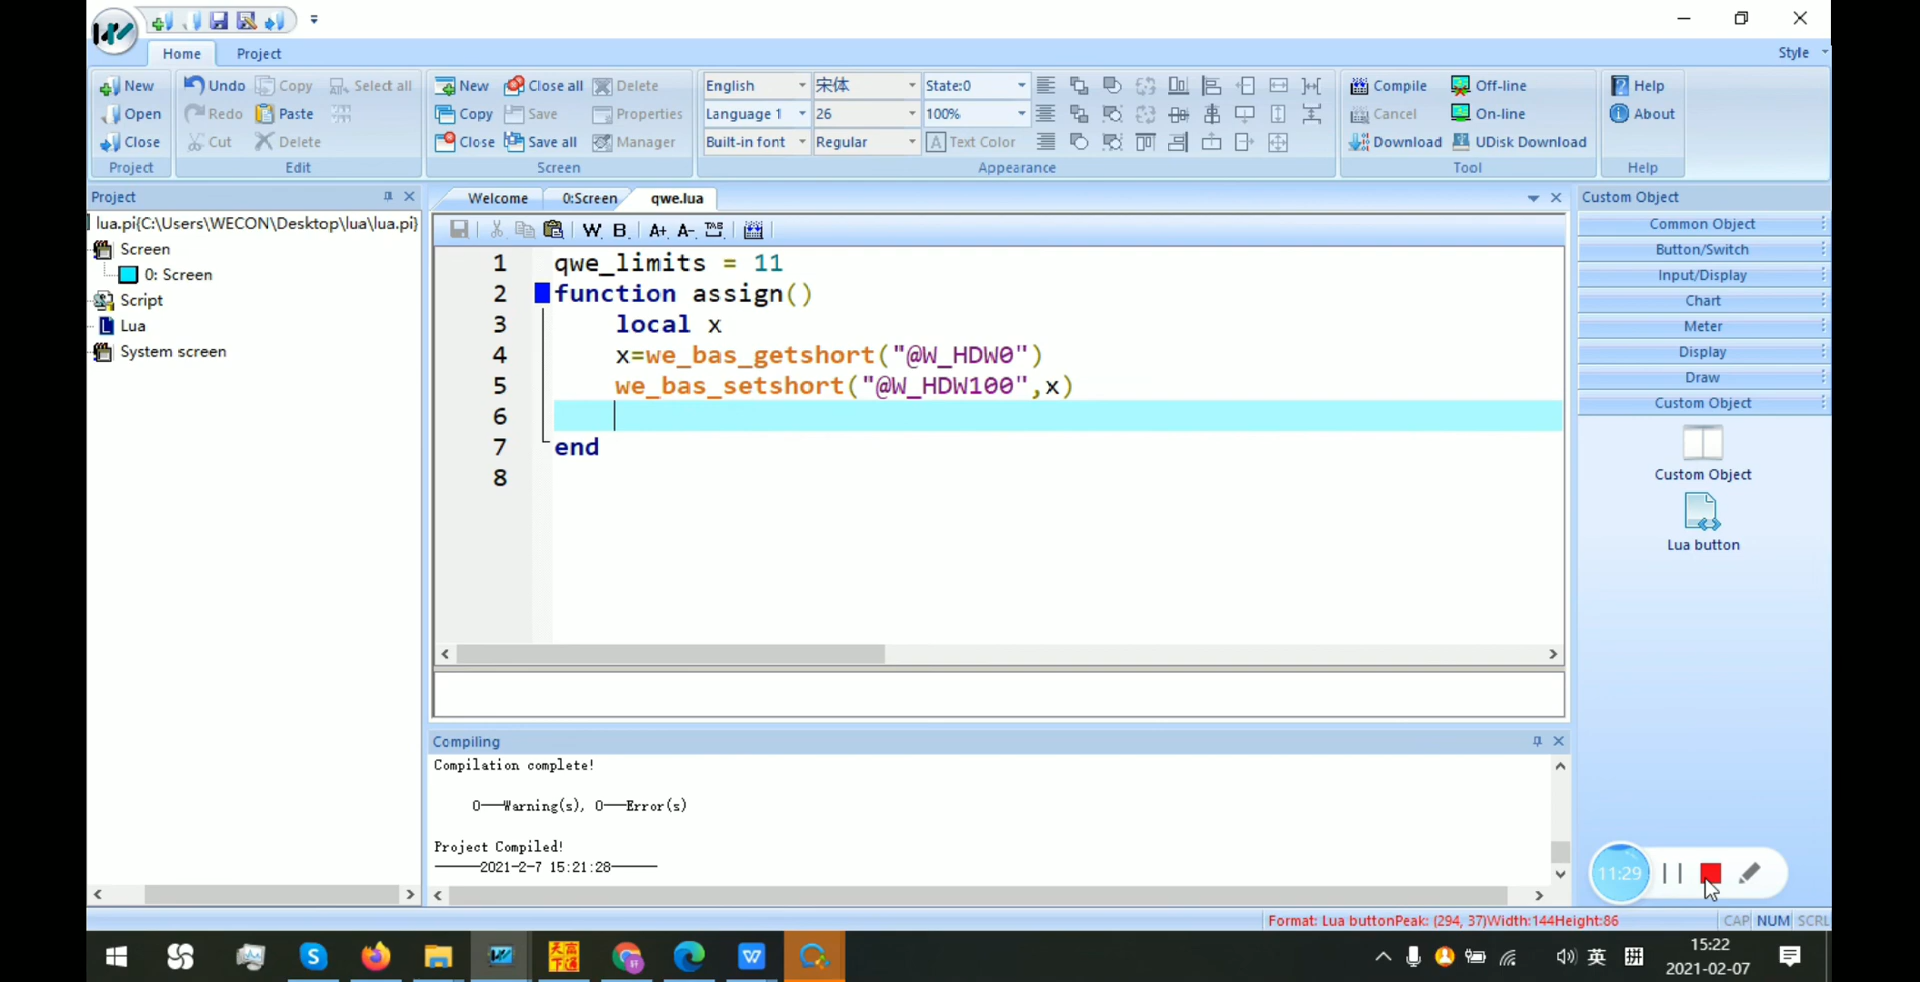 Home Project Style
New Undo Copy Select all New Close all Delete English 宋体 State:0 Compile Off-line Help
Open Redo Paste Copy Save Properties Language 1 26 100% Cancel On-line About
Close Cut Delete Close Save all Manager Built-in font Regular A Text Color Download UDisk Download
Project Edit Screen Appearance Tool Help
Project
Welcome 0:Screen qwe.lua
Custom Object
lua.pi{C:\Users\WECON\Desktop\lua\lua.pi}
Screen
0: Screen
Script
Lua
System screen
W B A+ A- TAB
1 qwe_limits = 11
2 function assign()
3 local x
4 x=we_bas_getshort("@W_HDW0")
5 we_bas_setshort("@W_HDW100",x)
6
7 end
8
Common Object
Button/Switch
Input/Display
Chart
Meter
Display
Draw
Custom Object
Custom Object
Lua button
Compiling
Compilation complete!
0——Warning(s), 0——Error(s)
Project Compiled!
————2021-2-7 15:21:28————
11:29
Format: Lua buttonPeak: (294, 37)Width:144Height:86 CAP NUM SCRL
天高
下通
英 拼
15:22
2021-02-07